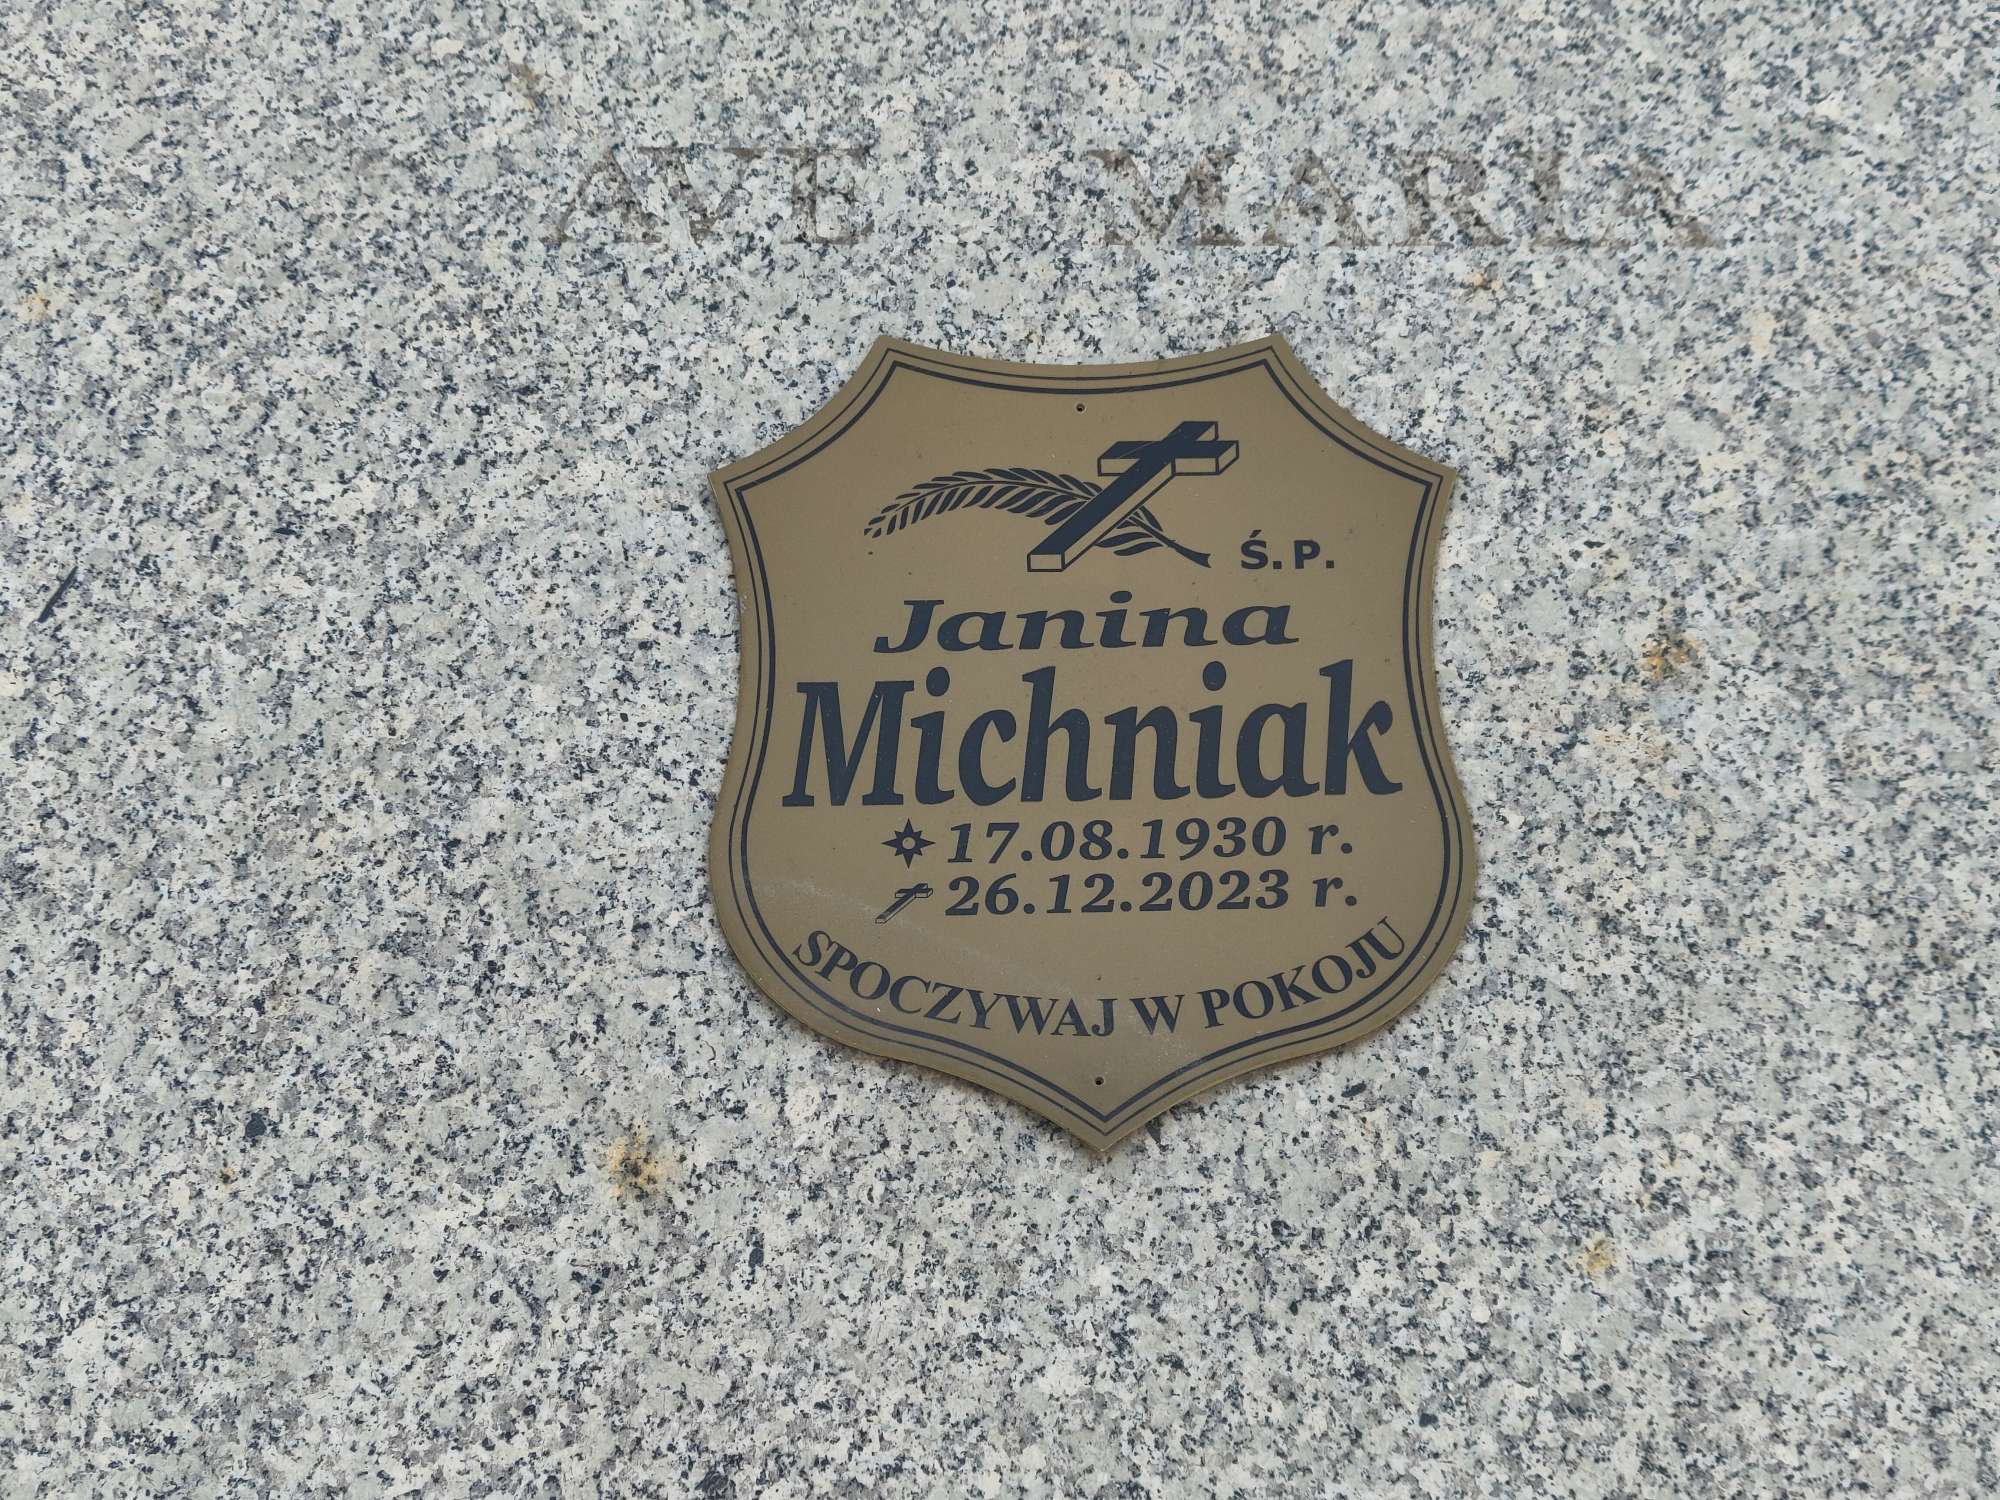 AVE MARIA
Ś.P.
Janina
Michniak
17.08.1930 r.
26.12.2023 r.
SPOCZYWAJ W POKOJU